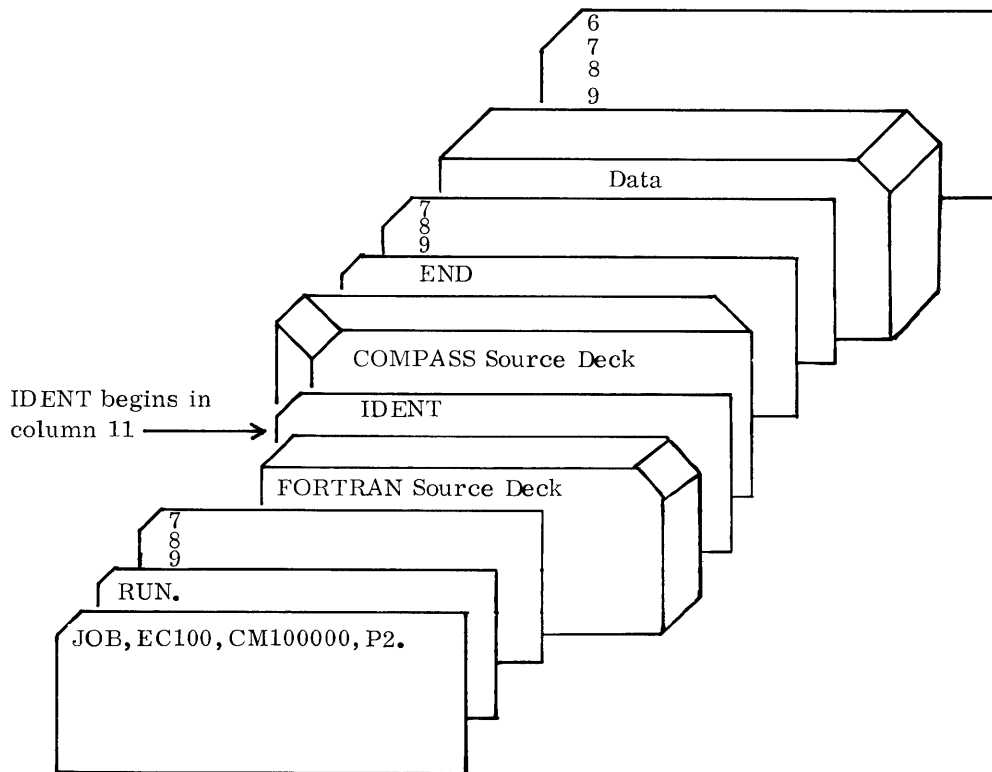 6
7
8
9
Data
7
8
9
END
COMPASS Source Deck
IDENT begins in
column 11
IDENT
FORTRAN Source Deck
7
8
9
RUN.
JOB, EC100, CM100000, P2.